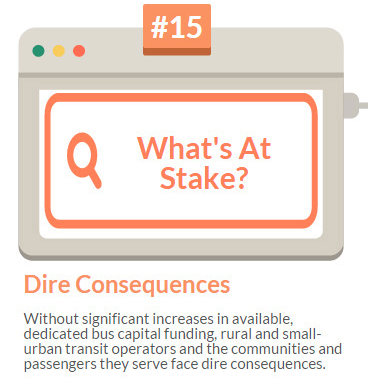 #15
What's At
Stake?
Dire Consequences
Without significant increases in available,
dedicated bus capital funding, rural and small-
urban transit operators and the communities and
passengers they serve face dire consequences.